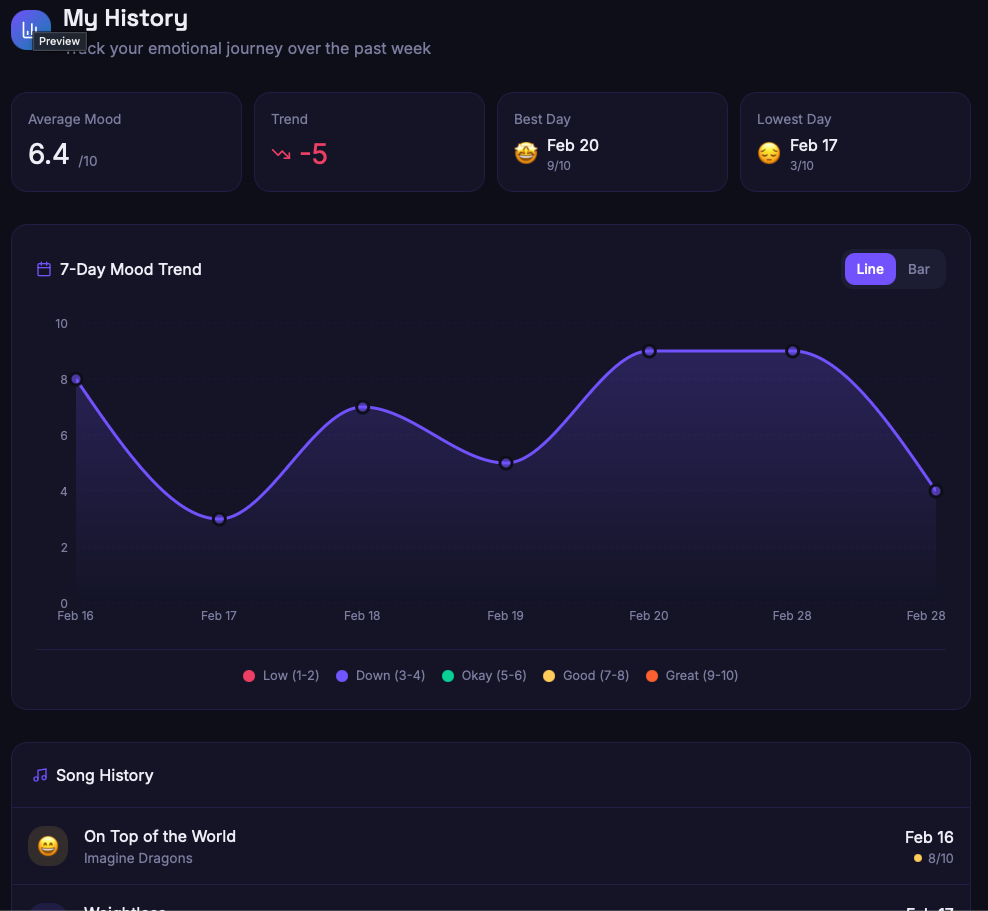 My History
Preview
Track your emotional journey over the past week
Average Mood
6.4 /10
Trend
-5
Best Day
Feb 20
9/10
Lowest Day
Feb 17
3/10
7-Day Mood Trend
Line Bar
10
8
6
4
2
0
Feb 16 Feb 17 Feb 18 Feb 19 Feb 20 Feb 28 Feb 28
Low (1-2) Down (3-4) Okay (5-6) Good (7-8) Great (9-10)
Song History
On Top of the World
Imagine Dragons
Feb 16
8/10
Weightless
Feb 17